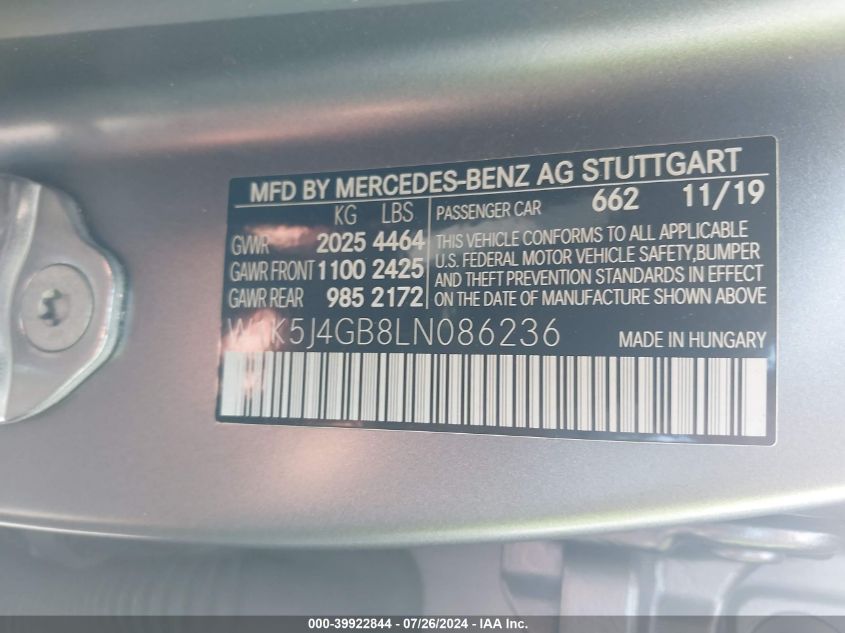 MFD BY MERCEDES-BENZ AG STUTTGART
KG LBS
GVWR 2025 4464
GAWR FRONT 1100 2425
GAWR REAR 985 2172
PASSENGER CAR 662 11/19
THIS VEHICLE CONFORMS TO ALL APPLICABLE
U.S. FEDERAL MOTOR VEHICLE SAFETY, BUMPER
AND THEFT PREVENTION STANDARDS IN EFFECT
ON THE DATE OF MANUFACTURE SHOWN ABOVE
W1K5J4GB8LN086236
MADE IN HUNGARY
000-39922844 / 07/26/2024 - IAA Inc.